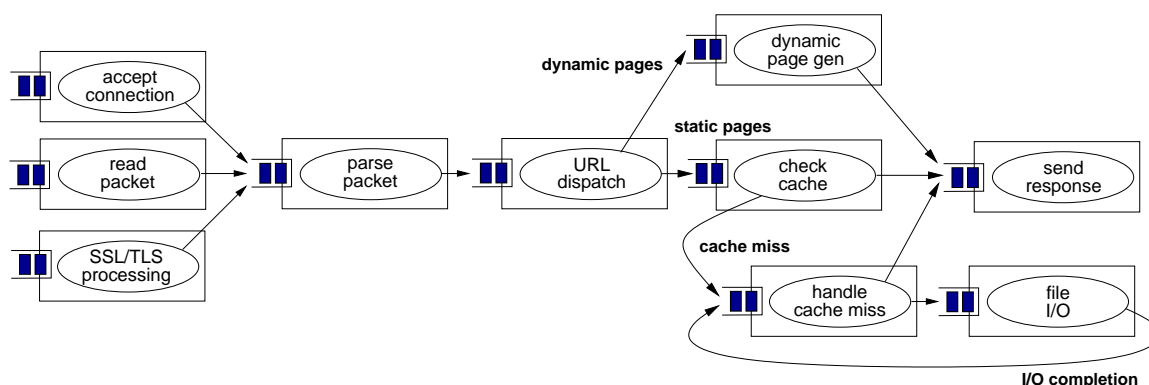 accept
connection
read
packet
SSL/TLS
processing
parse
packet
URL
dispatch
dynamic pages
dynamic
page gen
static pages
check
cache
send
response
cache miss
handle
cache miss
file
I/O
I/O completion